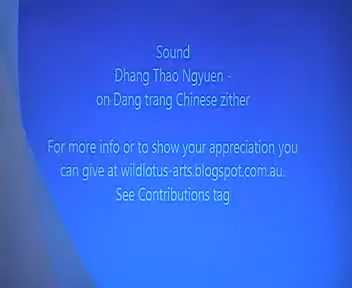 Sound
Dhang Thao Ngyuen -
on Dang trang Chinese zither
For more info or to show your appreciation you
can give at wildlotus-arts.blogspot.com.au.
See Contributions tag